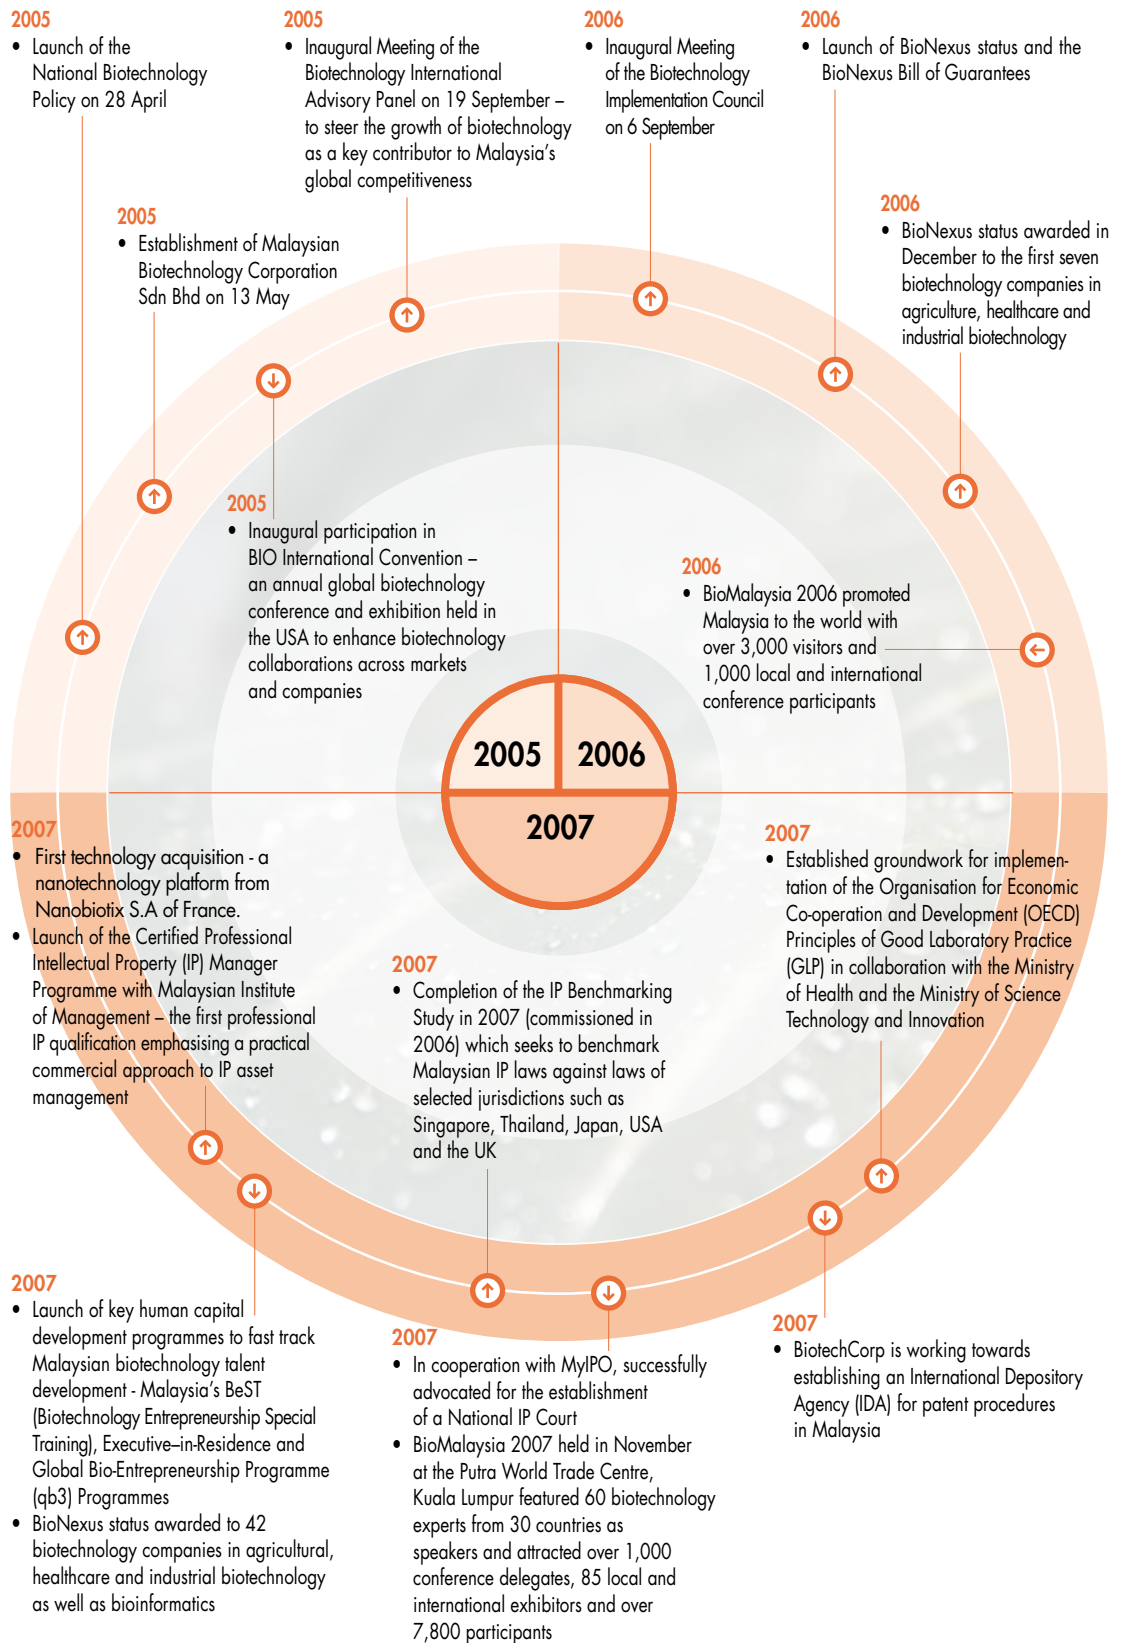 2005
• Launch of the
National Biotechnology
Policy on 28 April
2005
• Establishment of Malaysian
Biotechnology Corporation
Sdn Bhd on 13 May
2005
• Inaugural participation in
BIO International Convention –
an annual global biotechnology
conference and exhibition held in
the USA to enhance biotechnology
collaborations across markets
and companies
2005
• Inaugural Meeting of the
Biotechnology International
Advisory Panel on 19 September –
to steer the growth of biotechnology
as a key contributor to Malaysia's
global competitiveness
2006
• Inaugural Meeting
of the Biotechnology
Implementation Council
on 6 September
2006
• Launch of BioNexus status and the
BioNexus Bill of Guarantees
2006
• BioNexus status awarded in
December to the first seven
biotechnology companies in
agriculture, healthcare and
industrial biotechnology
2006
• BioMalaysia 2006 promoted
Malaysia to the world with
over 3,000 visitors and
1,000 local and international
conference participants
2005
2006
2007
2007
• First technology acquisition - a
nanotechnology platform from
Nanobiotix S.A of France.
• Launch of the Certified Professional
Intellectual Property (IP) Manager
Programme with Malaysian Institute
of Management – the first professional
IP qualification emphasising a practical
commercial approach to IP asset
management
2007
• Completion of the IP Benchmarking
Study in 2007 (commissioned in
2006) which seeks to benchmark
Malaysian IP laws against laws of
selected jurisdictions such as
Singapore, Thailand, Japan, USA
and the UK
2007
• Established groundwork for implemen-
tation of the Organisation for Economic
Co-operation and Development (OECD)
Principles of Good Laboratory Practice
(GLP) in collaboration with the Ministry
of Health and the Ministry of Science
Technology and Innovation
2007
• Launch of key human capital
development programmes to fast track
Malaysian biotechnology talent
development - Malaysia's BeST
(Biotechnology Entrepreneurship Special
Training), Executive–in-Residence and
Global Bio-Entrepreneurship Programme
(qb3) Programmes
• BioNexus status awarded to 42
biotechnology companies in agricultural,
healthcare and industrial biotechnology
as well as bioinformatics
2007
• In cooperation with MyIPO, successfully
advocated for the establishment
of a National IP Court
• BioMalaysia 2007 held in November
at the Putra World Trade Centre,
Kuala Lumpur featured 60 biotechnology
experts from 30 countries as
speakers and attracted over 1,000
conference delegates, 85 local and
international exhibitors and over
7,800 participants
2007
• BiotechCorp is working towards
establishing an International Depository
Agency (IDA) for patent procedures
in Malaysia